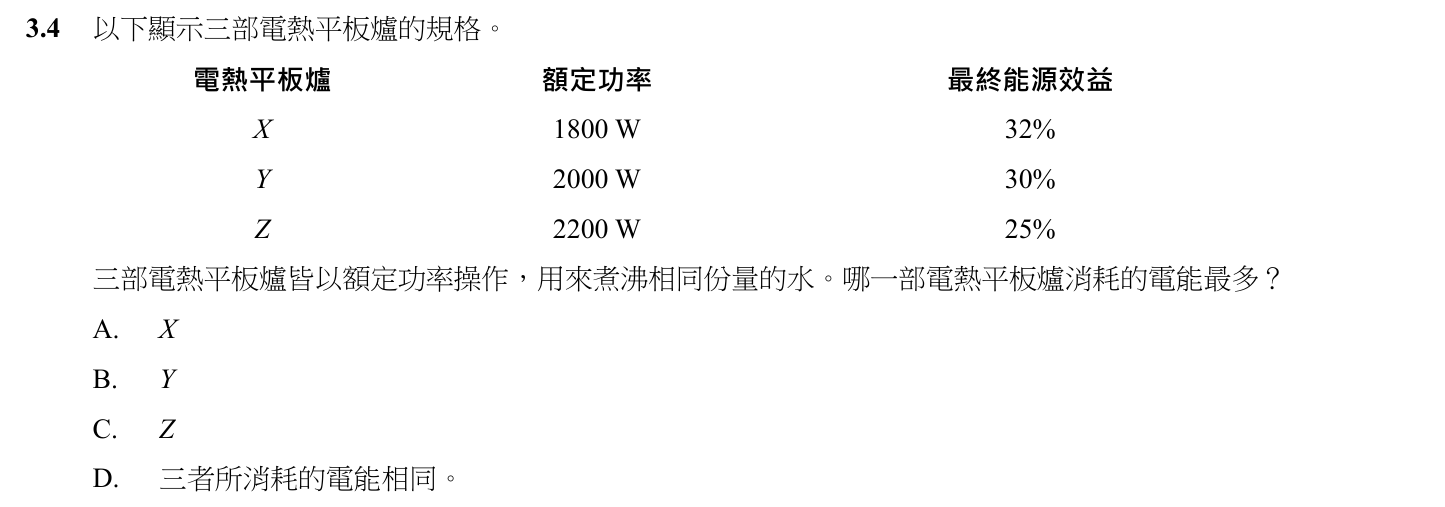 3.4 以下顯示三部電熱平板爐的規格。
電熱平板爐 額定功率 最終能源效益
X 1800 W 32%
Y 2000 W 30%
Z 2200 W 25%
三部電熱平板爐皆以額定功率操作，用來煮沸相同份量的水。哪一部電熱平板爐消耗的電能最多？
A. X
B. Y
C. Z
D. 三者所消耗的電能相同。